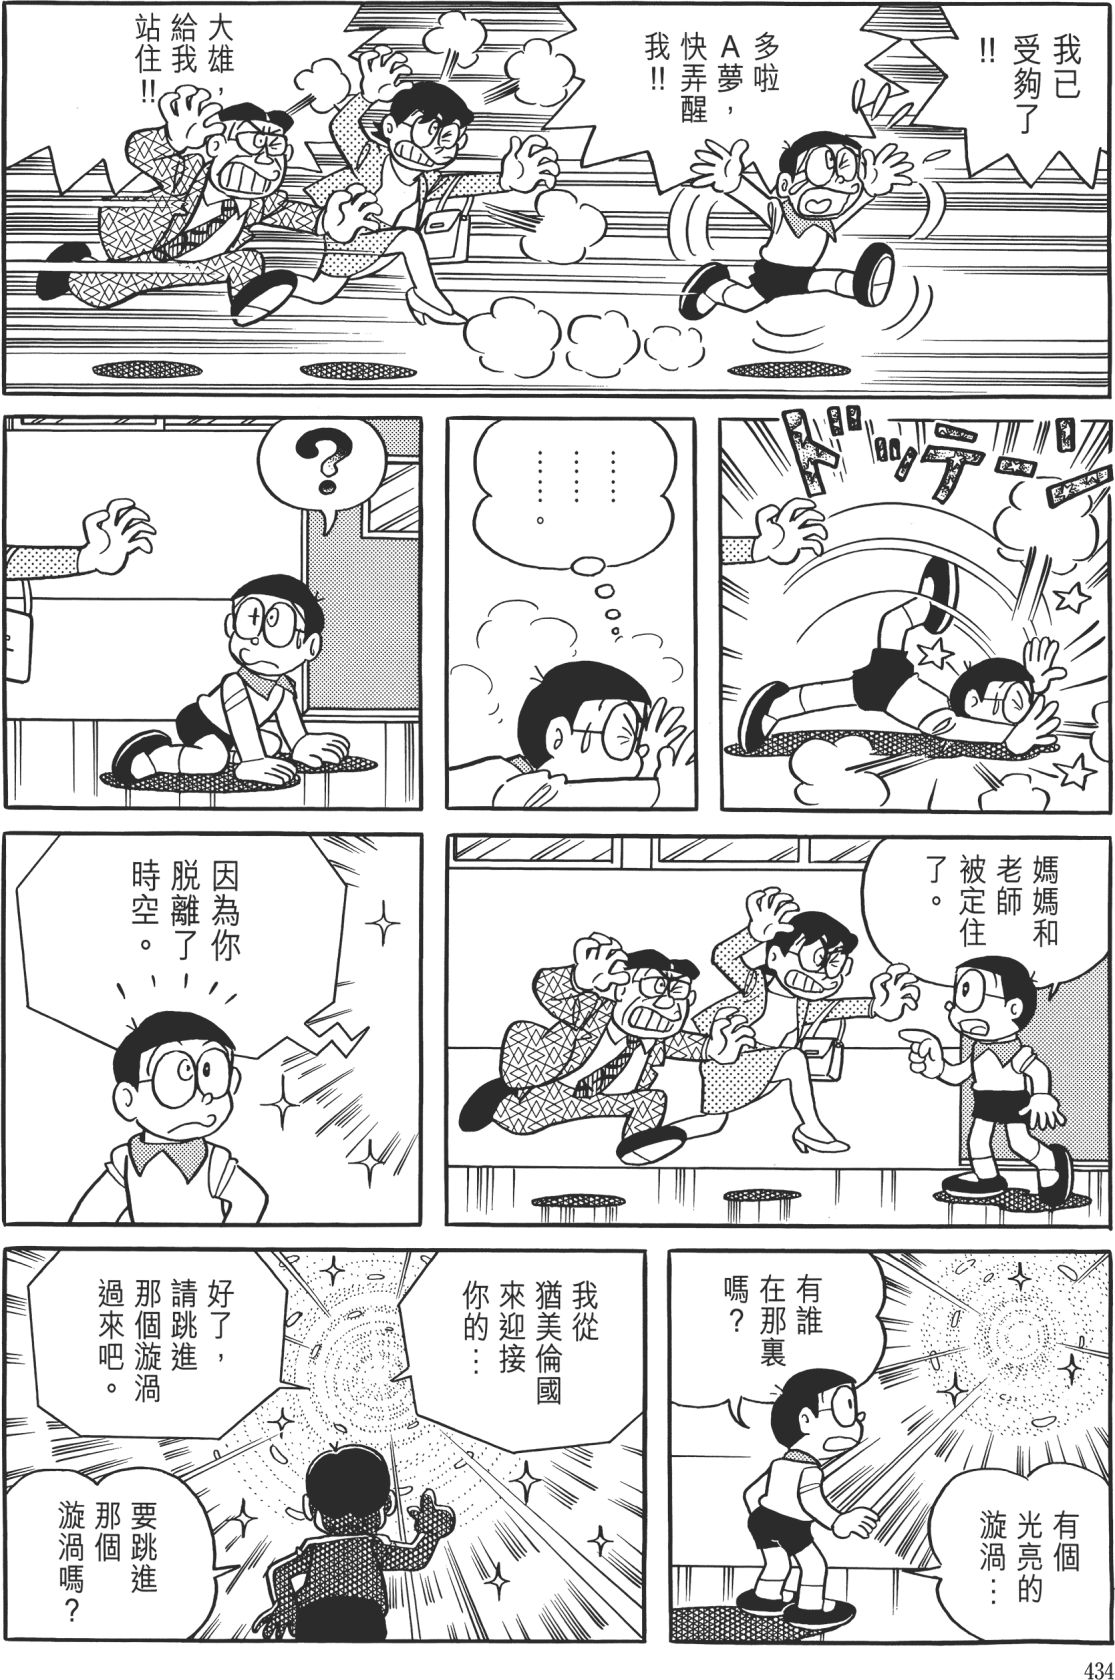 我已
受夠了
!!
多啦
A夢，
快弄醒
我!!
大雄，
給我
站住!!
ドッテーン
………
………
………。
?
媽媽和
老師
被定住
了。
因為你
脫離了
時空。
有誰
在那裏
嗎？
有個
光亮的
漩渦…
我從
猶美倫國
來迎接
你的…
好了，
請跳進
那個漩渦
過來吧。
要跳進
那個
漩渦嗎？
434